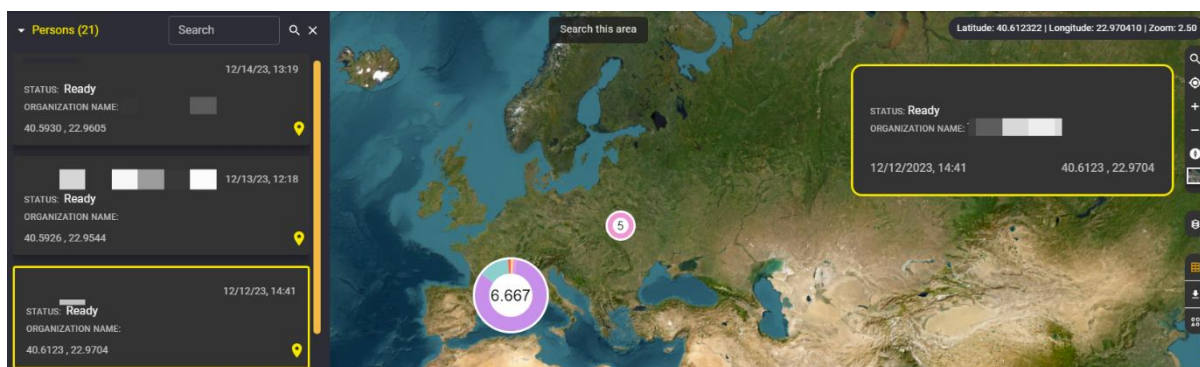 Persons (21)
Search
12/14/23, 13:19
STATUS: Ready
ORGANIZATION NAME:
40.5930 , 22.9605
12/13/23, 12:18
STATUS: Ready
ORGANIZATION NAME:
40.5926 , 22.9544
12/12/23, 14:41
STATUS: Ready
ORGANIZATION NAME:
40.6123 , 22.9704
Search this area
Latitude: 40.612322 | Longitude: 22.970410 | Zoom: 2.50
STATUS: Ready
ORGANIZATION NAME:
12/12/2023, 14:41
40.6123 , 22.9704
5
6.667